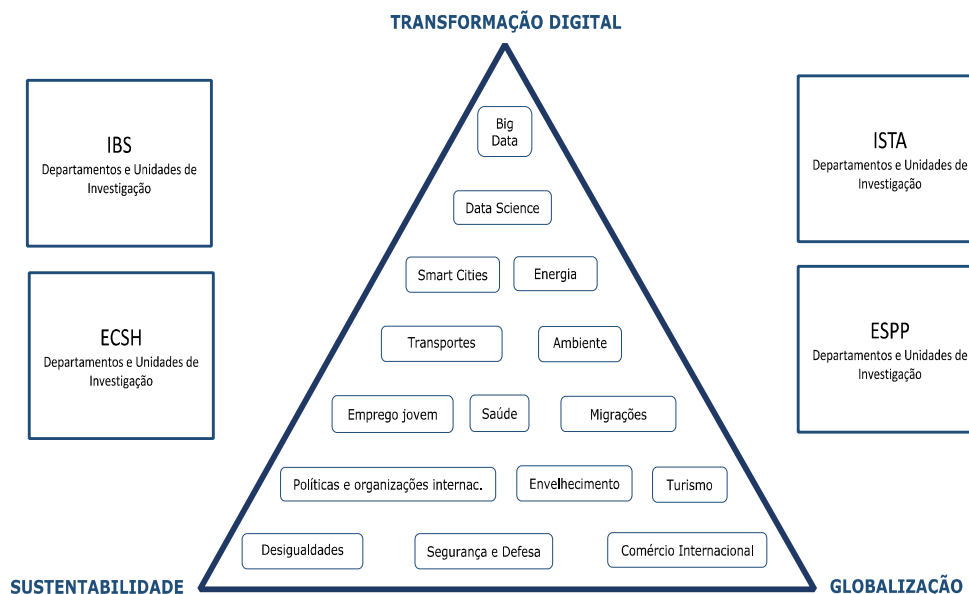 TRANSFORMAÇÃO DIGITAL
IBS
Departamentos e Unidades de
Investigação
ECSH
Departamentos e Unidades de
Investigação
Big
Data
Data Science
Smart Cities
Energia
Transportes
Ambiente
Emprego jovem
Saúde
Migrações
Políticas e organizações internac.
Envelhecimento
Turismo
Desigualdades
Segurança e Defesa
Comércio Internacional
ISTA
Departamentos e Unidades de
Investigação
ESPP
Departamentos e Unidades de
Investigação
SUSTENTABILIDADE
GLOBALIZAÇÃO